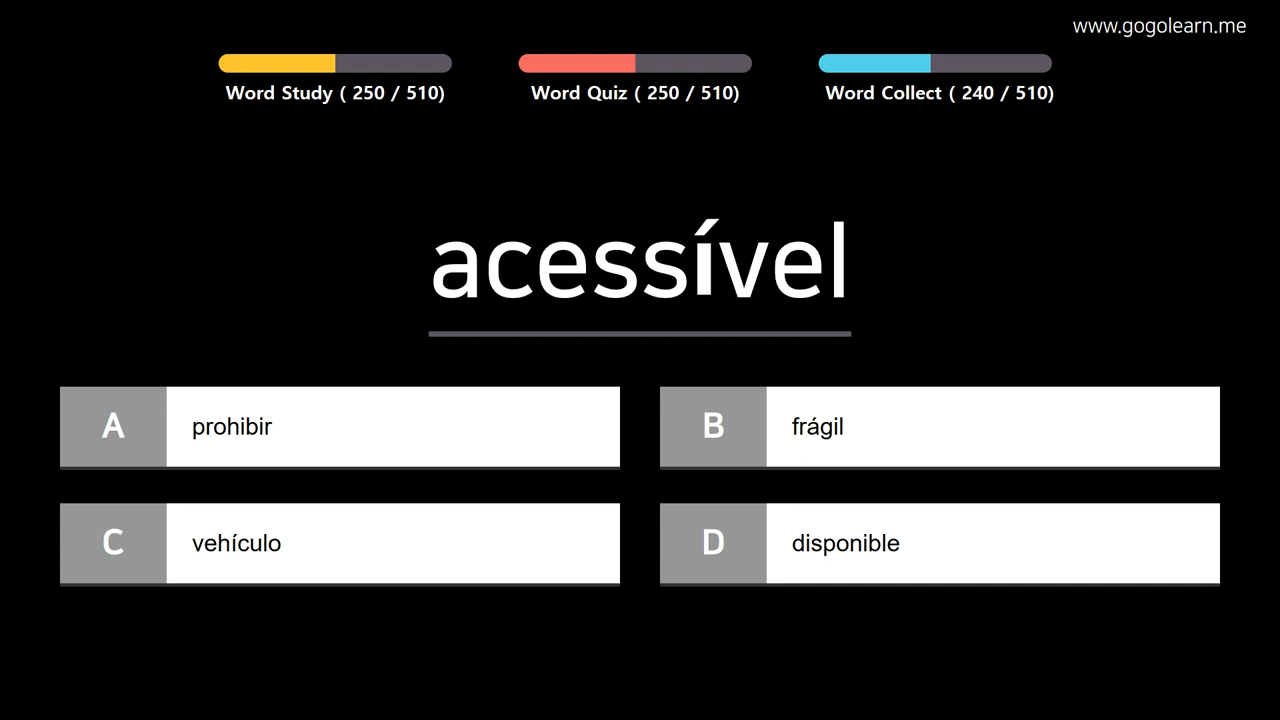 www.gogolearn.me
Word Study ( 250 / 510)
Word Quiz ( 250 / 510)
Word Collect ( 240 / 510)
acessível
A prohibir
B frágil
C vehículo
D disponible